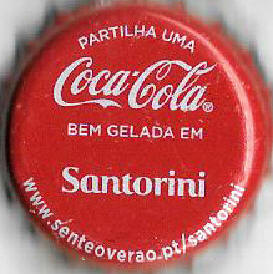 PARTILHA UMA
Coca-Cola®
BEM GELADA EM
Santorini
www.senteoverao.pt/santorini